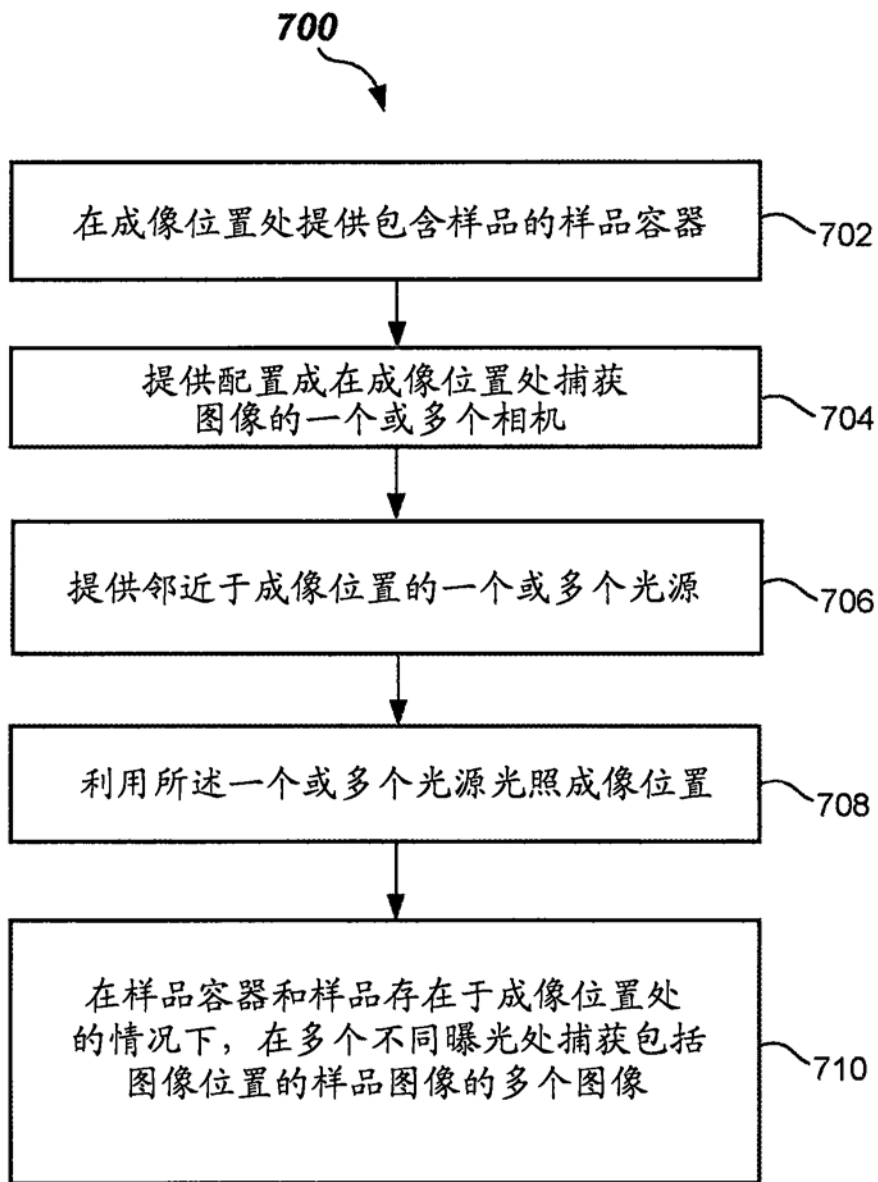 700
在成像位置处提供包含样品的样品容器
702
提供配置成在成像位置处捕获
图像的一个或多个相机
704
提供邻近于成像位置的一个或多个光源
706
利用所述一个或多个光源光照成像位置
708
在样品容器和样品存在于成像位置处
的情况下，在多个不同曝光处捕获包括
图像位置的样品图像的多个图像
710